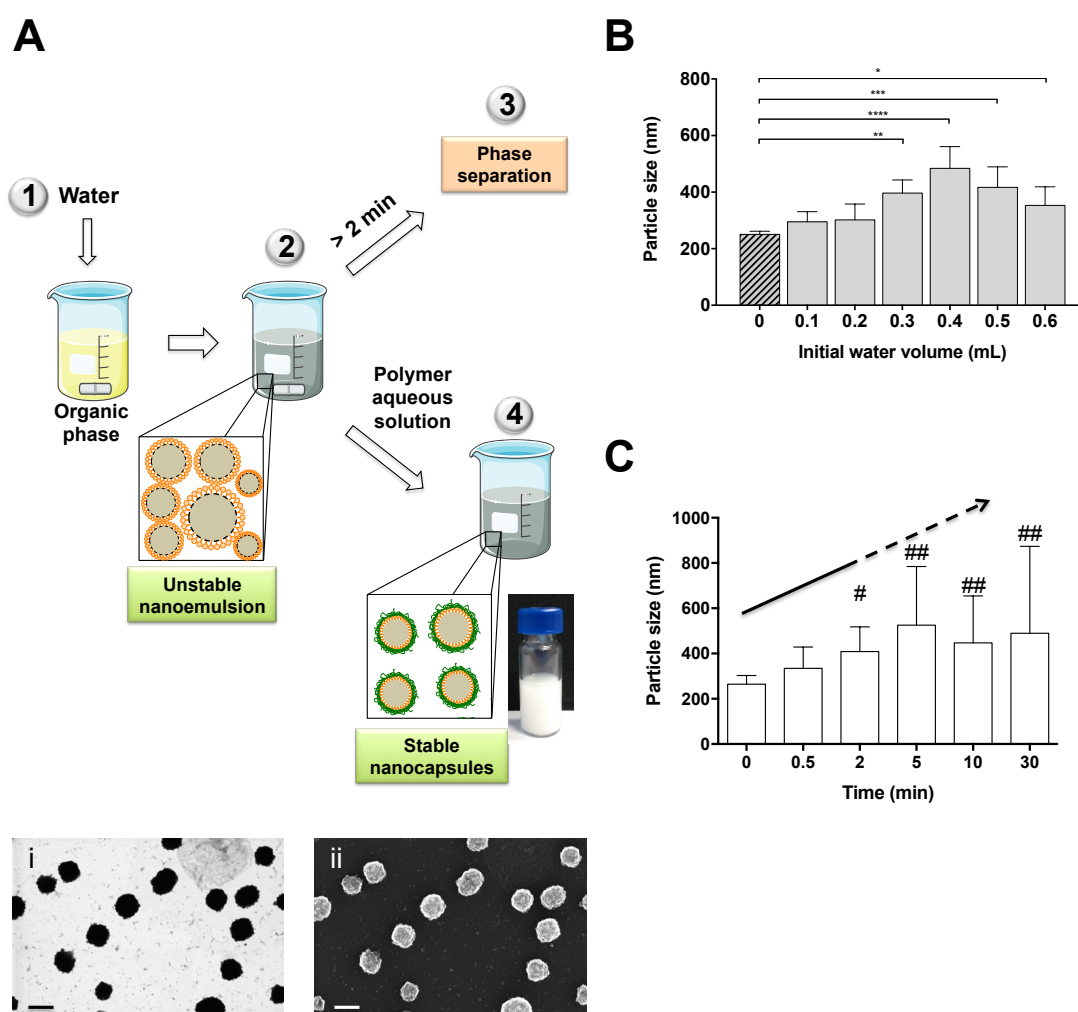 A
1 Water
Organic
phase
2
> 2 min
3
Phase
separation
Unstable
nanoemulsion
Polymer
aqueous
solution
4
Stable
nanocapsules
i
ii
B
Particle size (nm)
800
600
400
200
0
*
***
****
**
0 0.1 0.2 0.3 0.4 0.5 0.6
Initial water volume (mL)
C
Particle size (nm)
1000
800
600
400
200
0
#
##
##
##
0 0.5 2 5 10 30
Time (min)